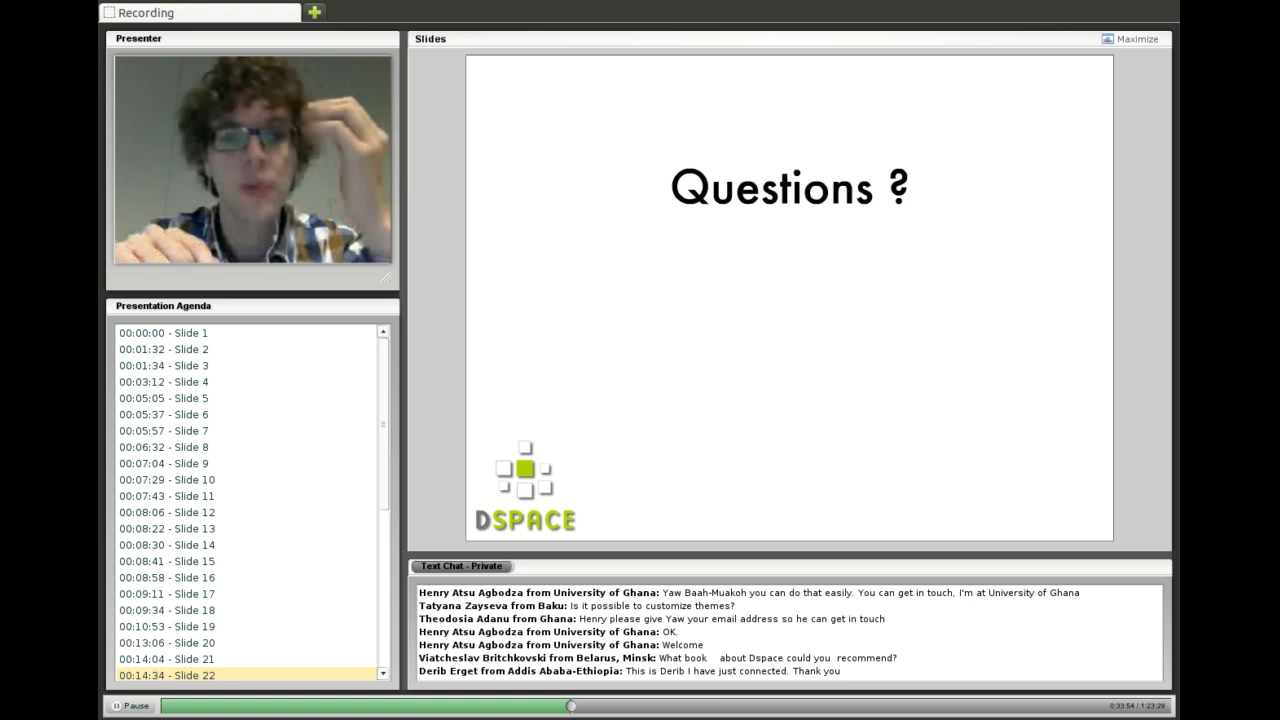 Recording
Presenter
Slides
Maximize
Questions ?
DSPACE
Presentation Agenda
00:00:00 - Slide 1
00:01:32 - Slide 2
00:01:34 - Slide 3
00:03:12 - Slide 4
00:05:05 - Slide 5
00:05:37 - Slide 6
00:05:57 - Slide 7
00:06:32 - Slide 8
00:07:04 - Slide 9
00:07:29 - Slide 10
00:07:43 - Slide 11
00:08:06 - Slide 12
00:08:22 - Slide 13
00:08:30 - Slide 14
00:08:41 - Slide 15
00:08:58 - Slide 16
00:09:11 - Slide 17
00:09:34 - Slide 18
00:10:53 - Slide 19
00:13:06 - Slide 20
00:14:04 - Slide 21
00:14:34 - Slide 22
Text Chat - Private
Henry Atsu Agbodza from University of Ghana: Yaw Baah-Muakoh you can do that easily. You can get in touch, I'm at University of Ghana
Tatyana Zayseva from Baku: Is it possible to customize themes?
Theodosia Adanu from Ghana: Henry please give Yaw your email address so he can get in touch
Henry Atsu Agbodza from University of Ghana: OK.
Henry Atsu Agbodza from University of Ghana: Welcome
Viatcheslav Britchkovski from Belarus, Minsk: What book about Dspace could you recommend?
Derib Erget from Addis Ababa-Ethiopia: This is Derib I have just connected. Thank you
Pause
0:33:54 / 1:23:29